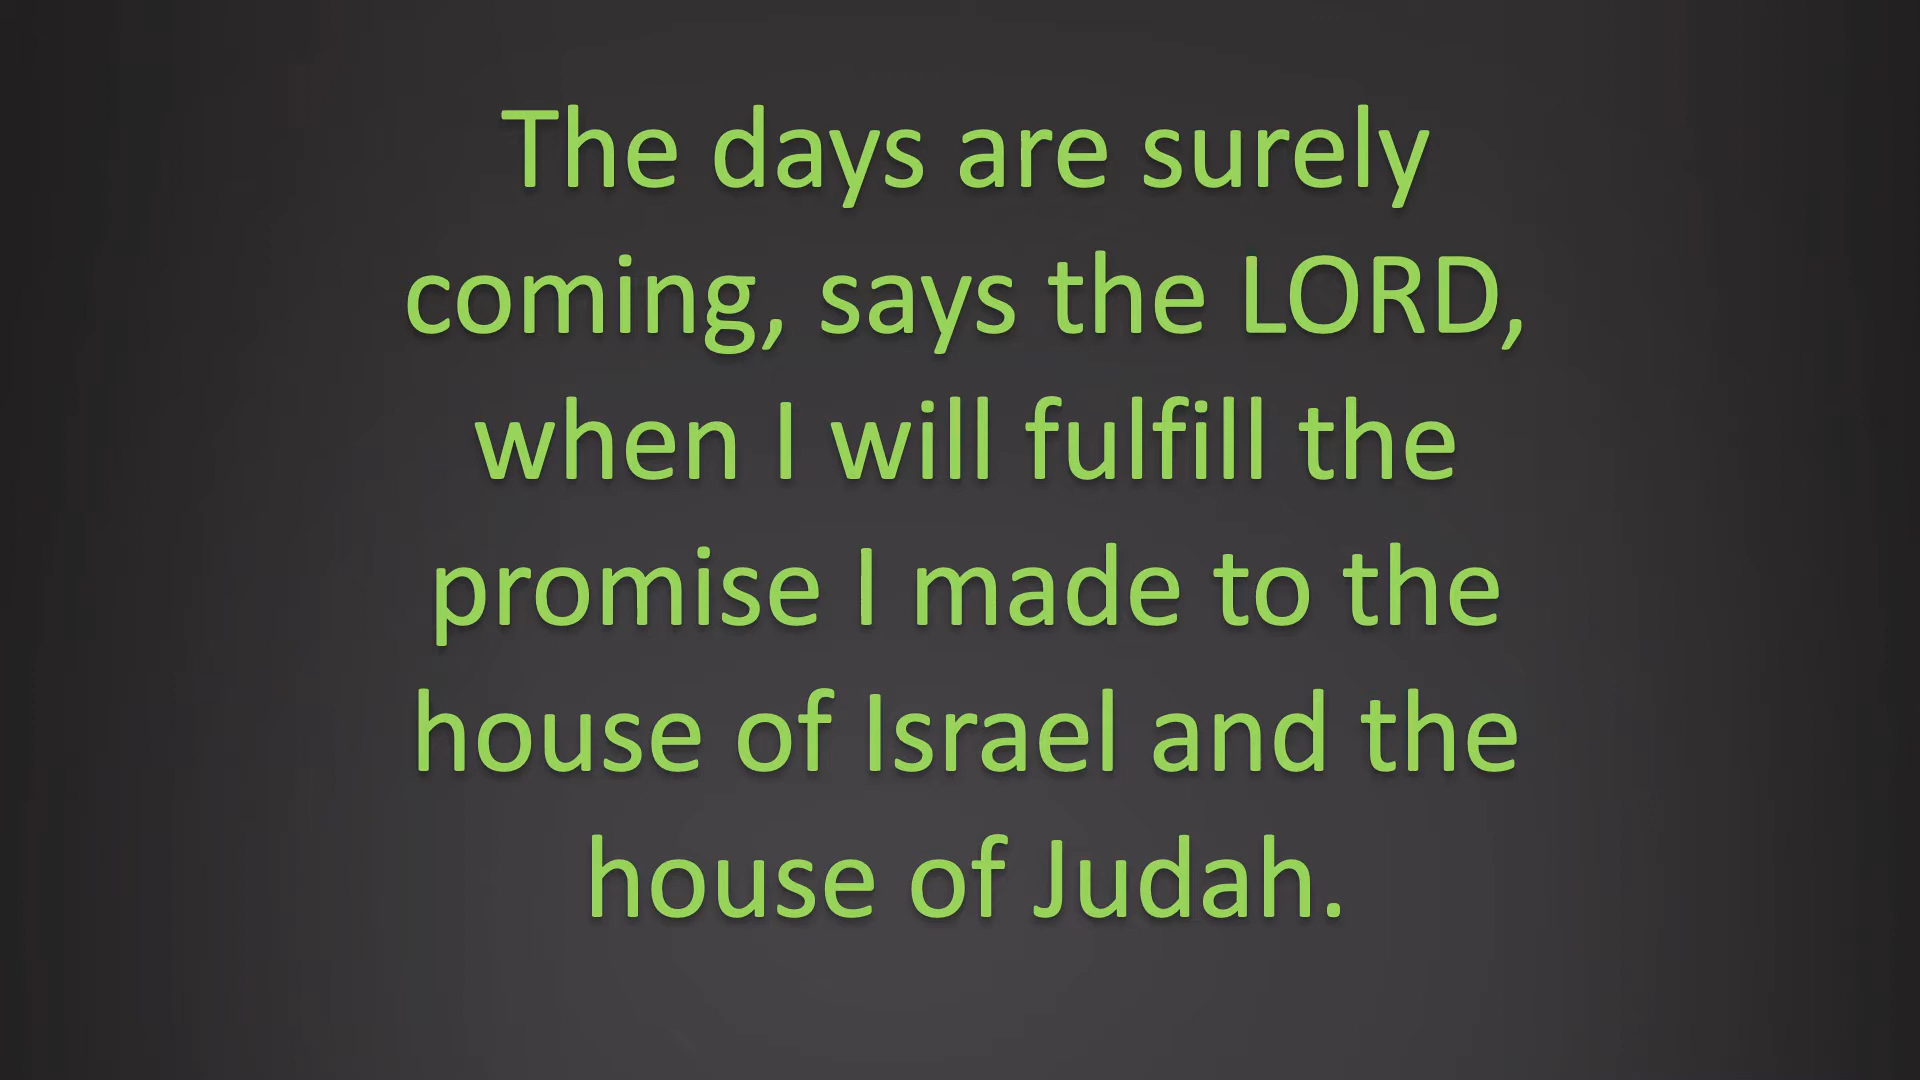 The days are surely
coming, says the LORD,
when I will fulfill the
promise I made to the
house of Israel and the
house of Judah.